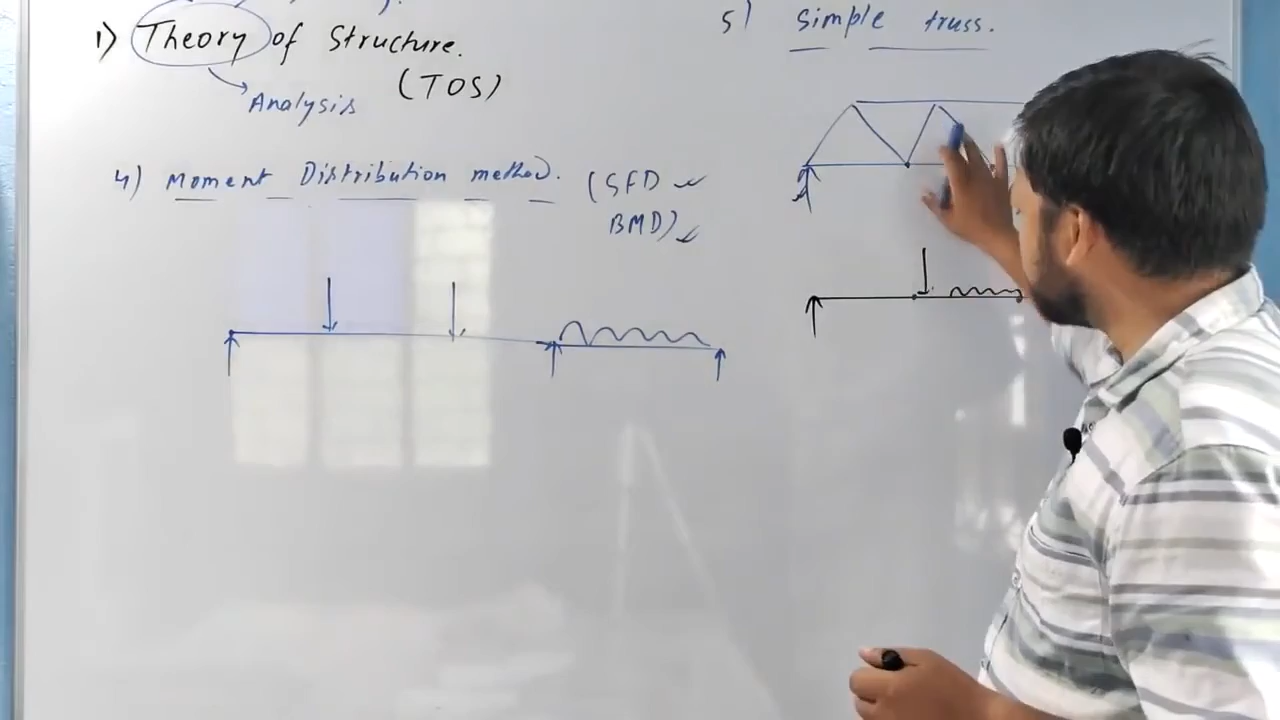 1) Theory of Structure.
(TOS)
Analysis
4) Moment Distribution method. (SFD
BMD)
5) Simple truss.